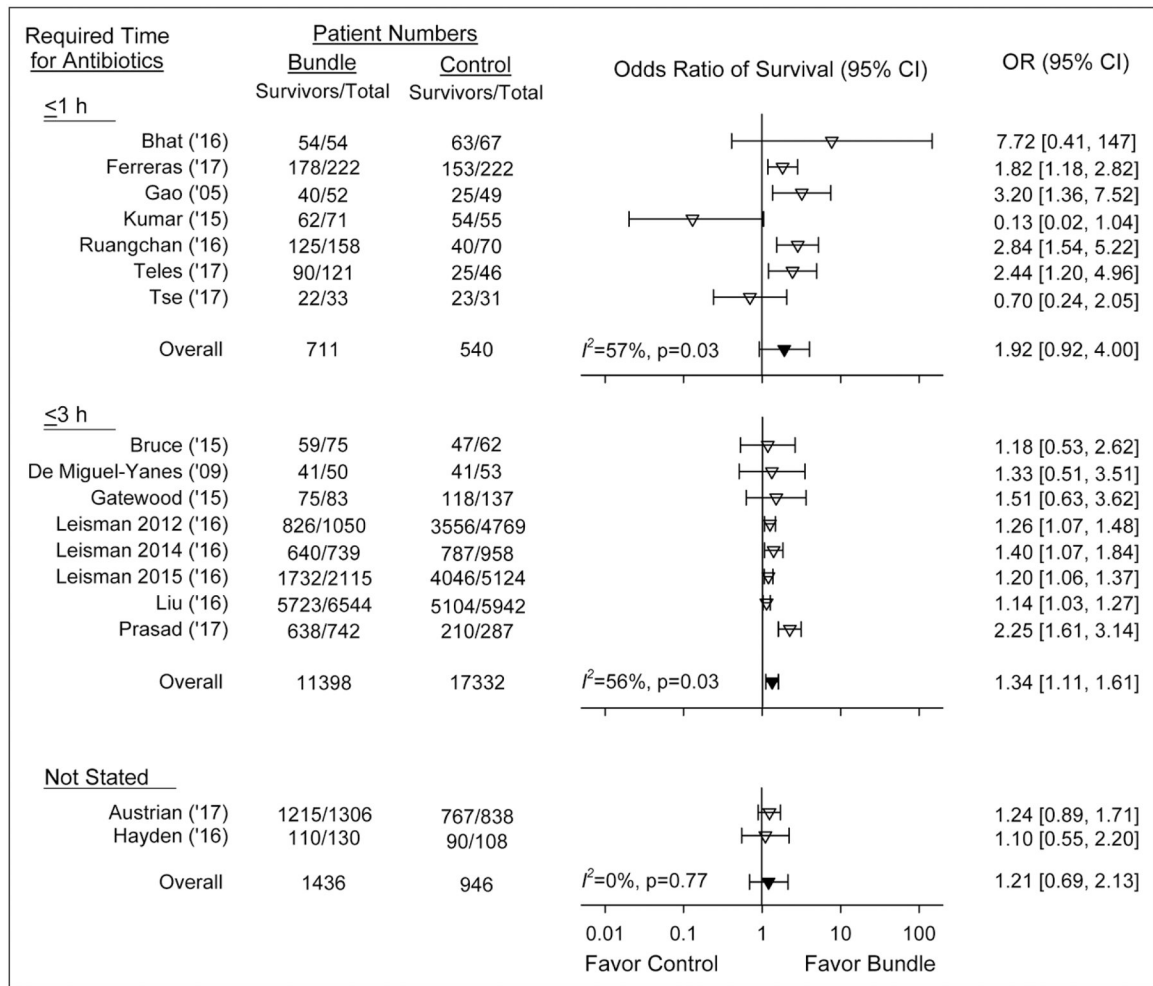 Required Time for Antibiotics
Patient Numbers
Bundle Control
Survivors/Total Survivors/Total
Odds Ratio of Survival (95% CI)
OR (95% CI)
≤1 h
Bhat ('16) 54/54 63/67 7.72 [0.41, 147]
Ferreras ('17) 178/222 153/222 1.82 [1.18, 2.82]
Gao ('05) 40/52 25/49 3.20 [1.36, 7.52]
Kumar ('15) 62/71 54/55 0.13 [0.02, 1.04]
Ruangchan ('16) 125/158 40/70 2.84 [1.54, 5.22]
Teles ('17) 90/121 25/46 2.44 [1.20, 4.96]
Tse ('17) 22/33 23/31 0.70 [0.24, 2.05]
Overall 711 540 I²=57%, p=0.03 1.92 [0.92, 4.00]
≤3 h
Bruce ('15) 59/75 47/62 1.18 [0.53, 2.62]
De Miguel-Yanes ('09) 41/50 41/53 1.33 [0.51, 3.51]
Gatewood ('15) 75/83 118/137 1.51 [0.63, 3.62]
Leisman 2012 ('16) 826/1050 3556/4769 1.26 [1.07, 1.48]
Leisman 2014 ('16) 640/739 787/958 1.40 [1.07, 1.84]
Leisman 2015 ('16) 1732/2115 4046/5124 1.20 [1.06, 1.37]
Liu ('16) 5723/6544 5104/5942 1.14 [1.03, 1.27]
Prasad ('17) 638/742 210/287 2.25 [1.61, 3.14]
Overall 11398 17332 I²=56%, p=0.03 1.34 [1.11, 1.61]
Not Stated
Austrian ('17) 1215/1306 767/838 1.24 [0.89, 1.71]
Hayden ('16) 110/130 90/108 1.10 [0.55, 2.20]
Overall 1436 946 I²=0%, p=0.77 1.21 [0.69, 2.13]
0.01 0.1 1 10 100
Favor Control Favor Bundle